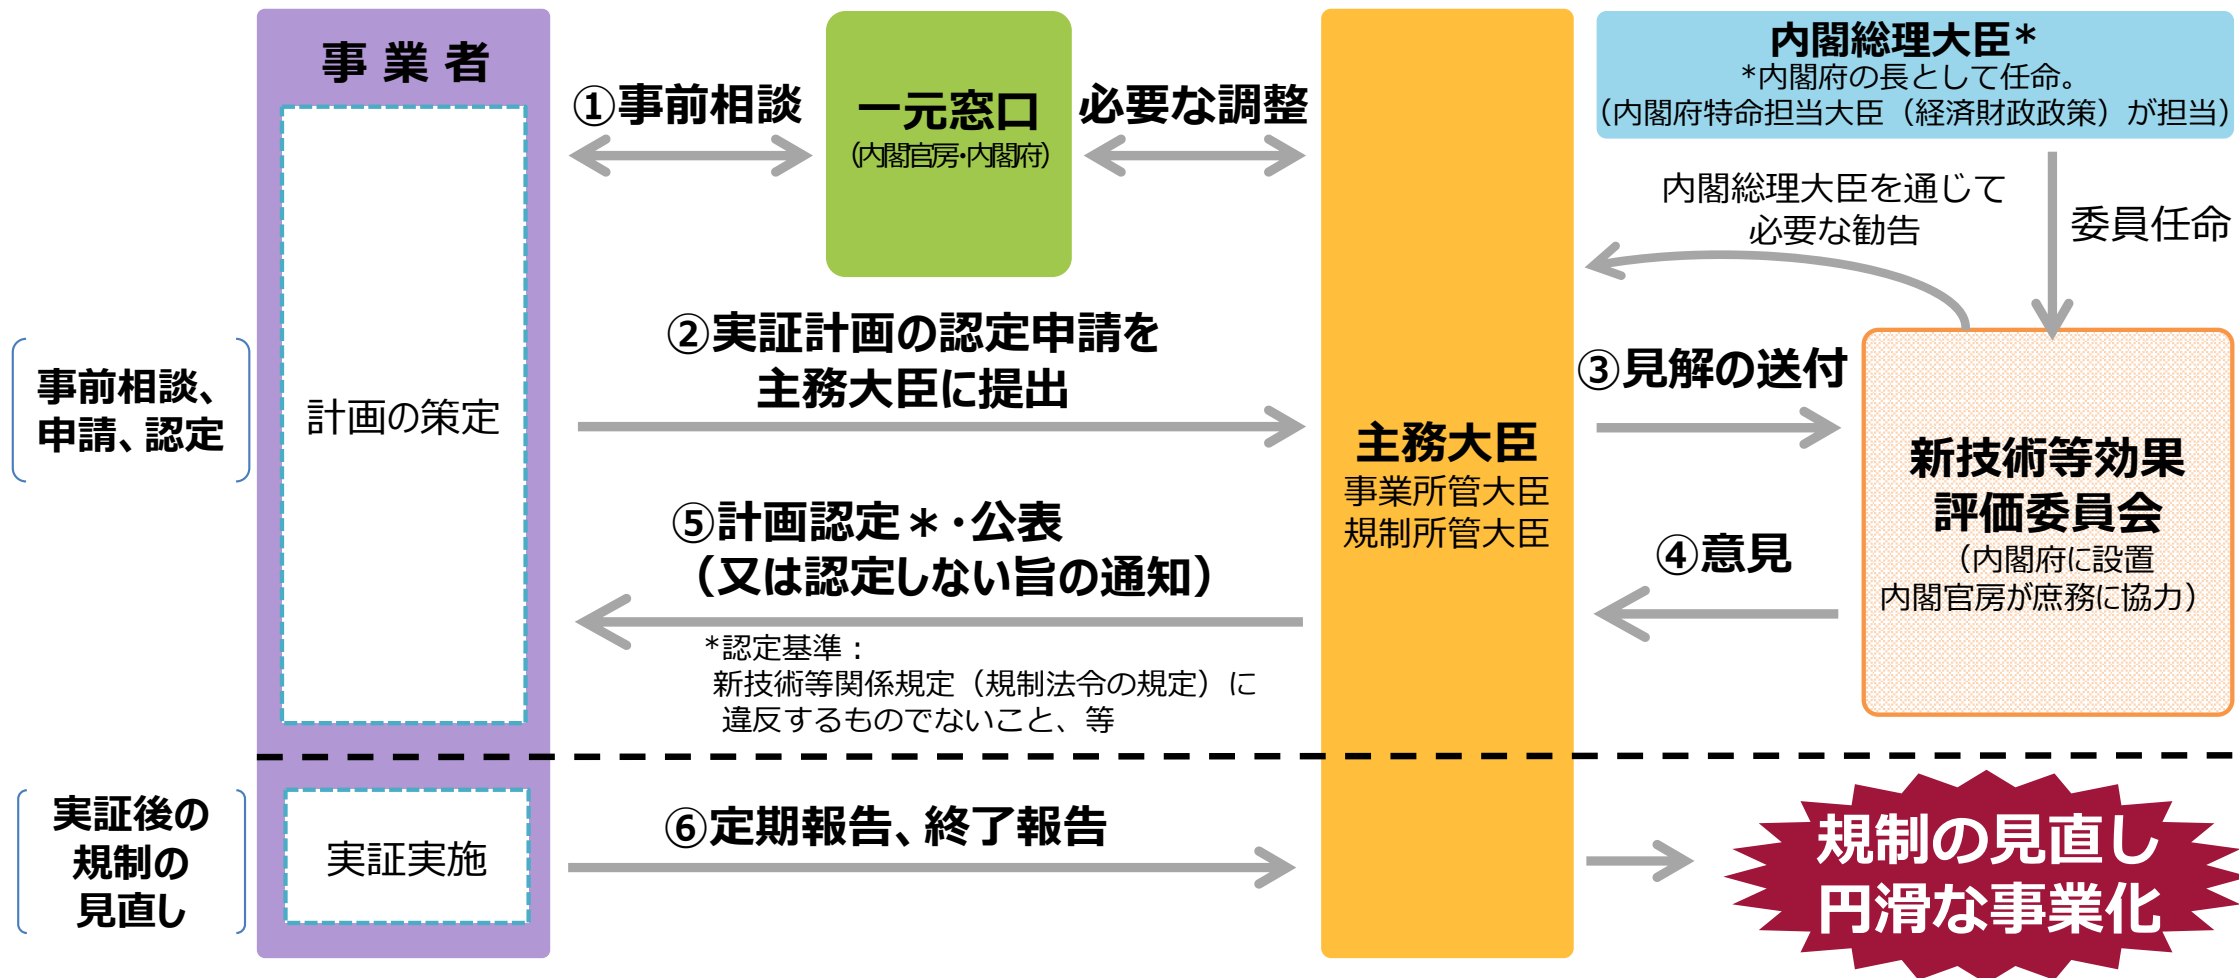 事業者
計画の策定
①事前相談
一元窓口
(内閣官房・内閣府)
必要な調整
内閣総理大臣*
*内閣府の長として任命。
(内閣府特命担当大臣(経済財政政策)が担当)
内閣総理大臣を通じて
必要な勧告
委員任命
事前相談、
申請、認定
②実証計画の認定申請を
主務大臣に提出
主務大臣
事業所管大臣
規制所管大臣
③見解の送付
新技術等効果
評価委員会
(内閣府に設置
内閣官房が庶務に協力)
④意見
⑤計画認定*・公表
(又は認定しない旨の通知)
*認定基準:
新技術等関係規定(規制法令の規定)に
違反するものでないこと、等
実証後の
規制の
見直し
実証実施
⑥定期報告、終了報告
規制の見直し
円滑な事業化